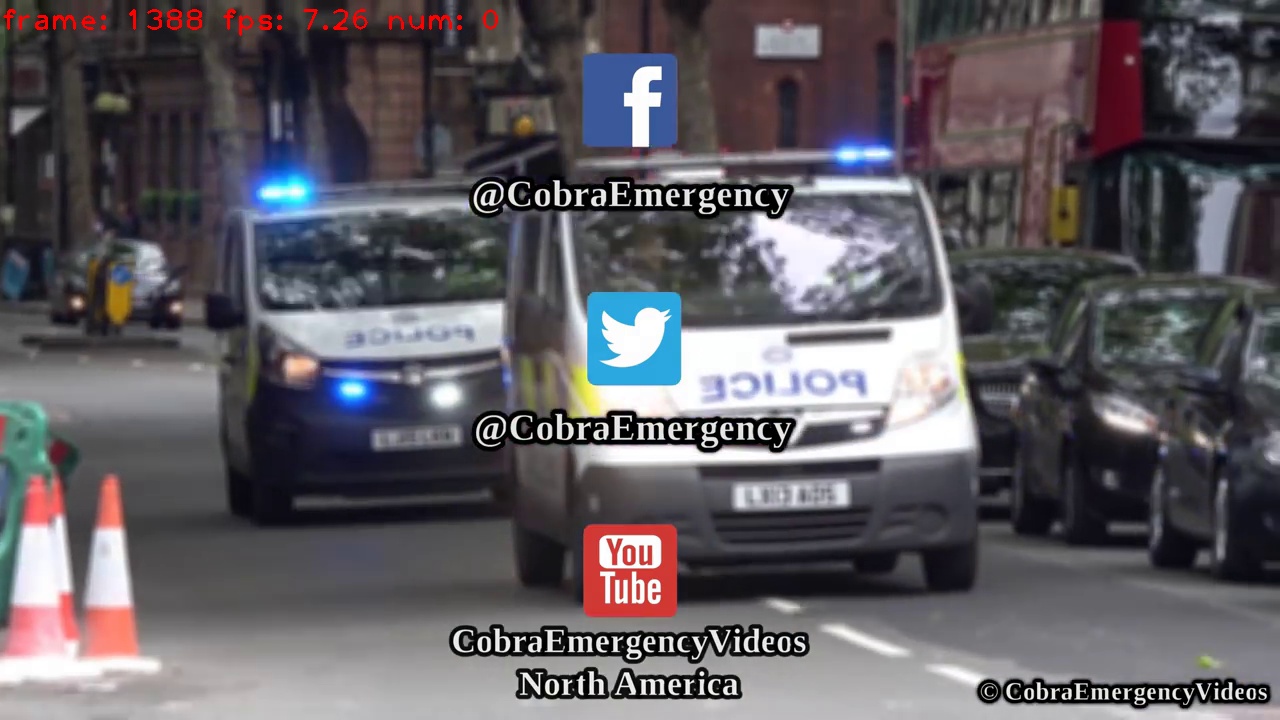 frame: 1388 fps: 7.26 num: 0
f
@CobraEmergency
POLICE
POLICE
@CobraEmergency
You
Tube
CobraEmergencyVideos
North America
© CobraEmergencyVideos